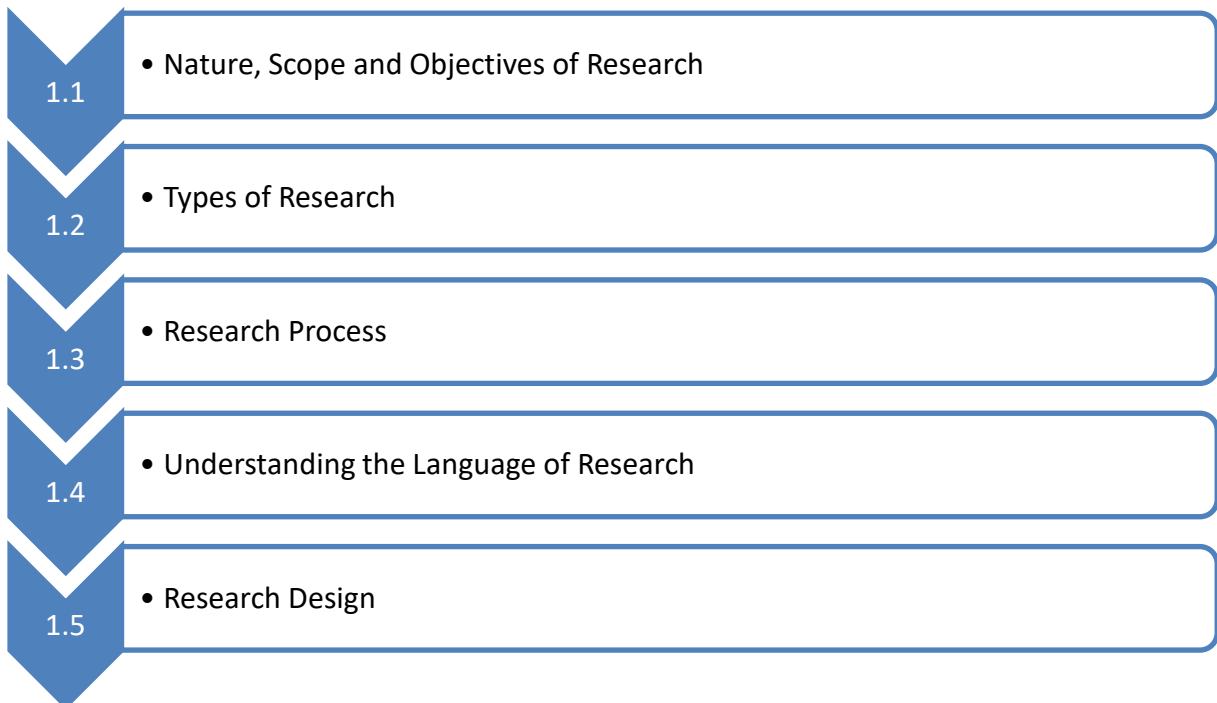 1.1
• Nature, Scope and Objectives of Research
1.2
• Types of Research
1.3
• Research Process
1.4
• Understanding the Language of Research
1.5
• Research Design